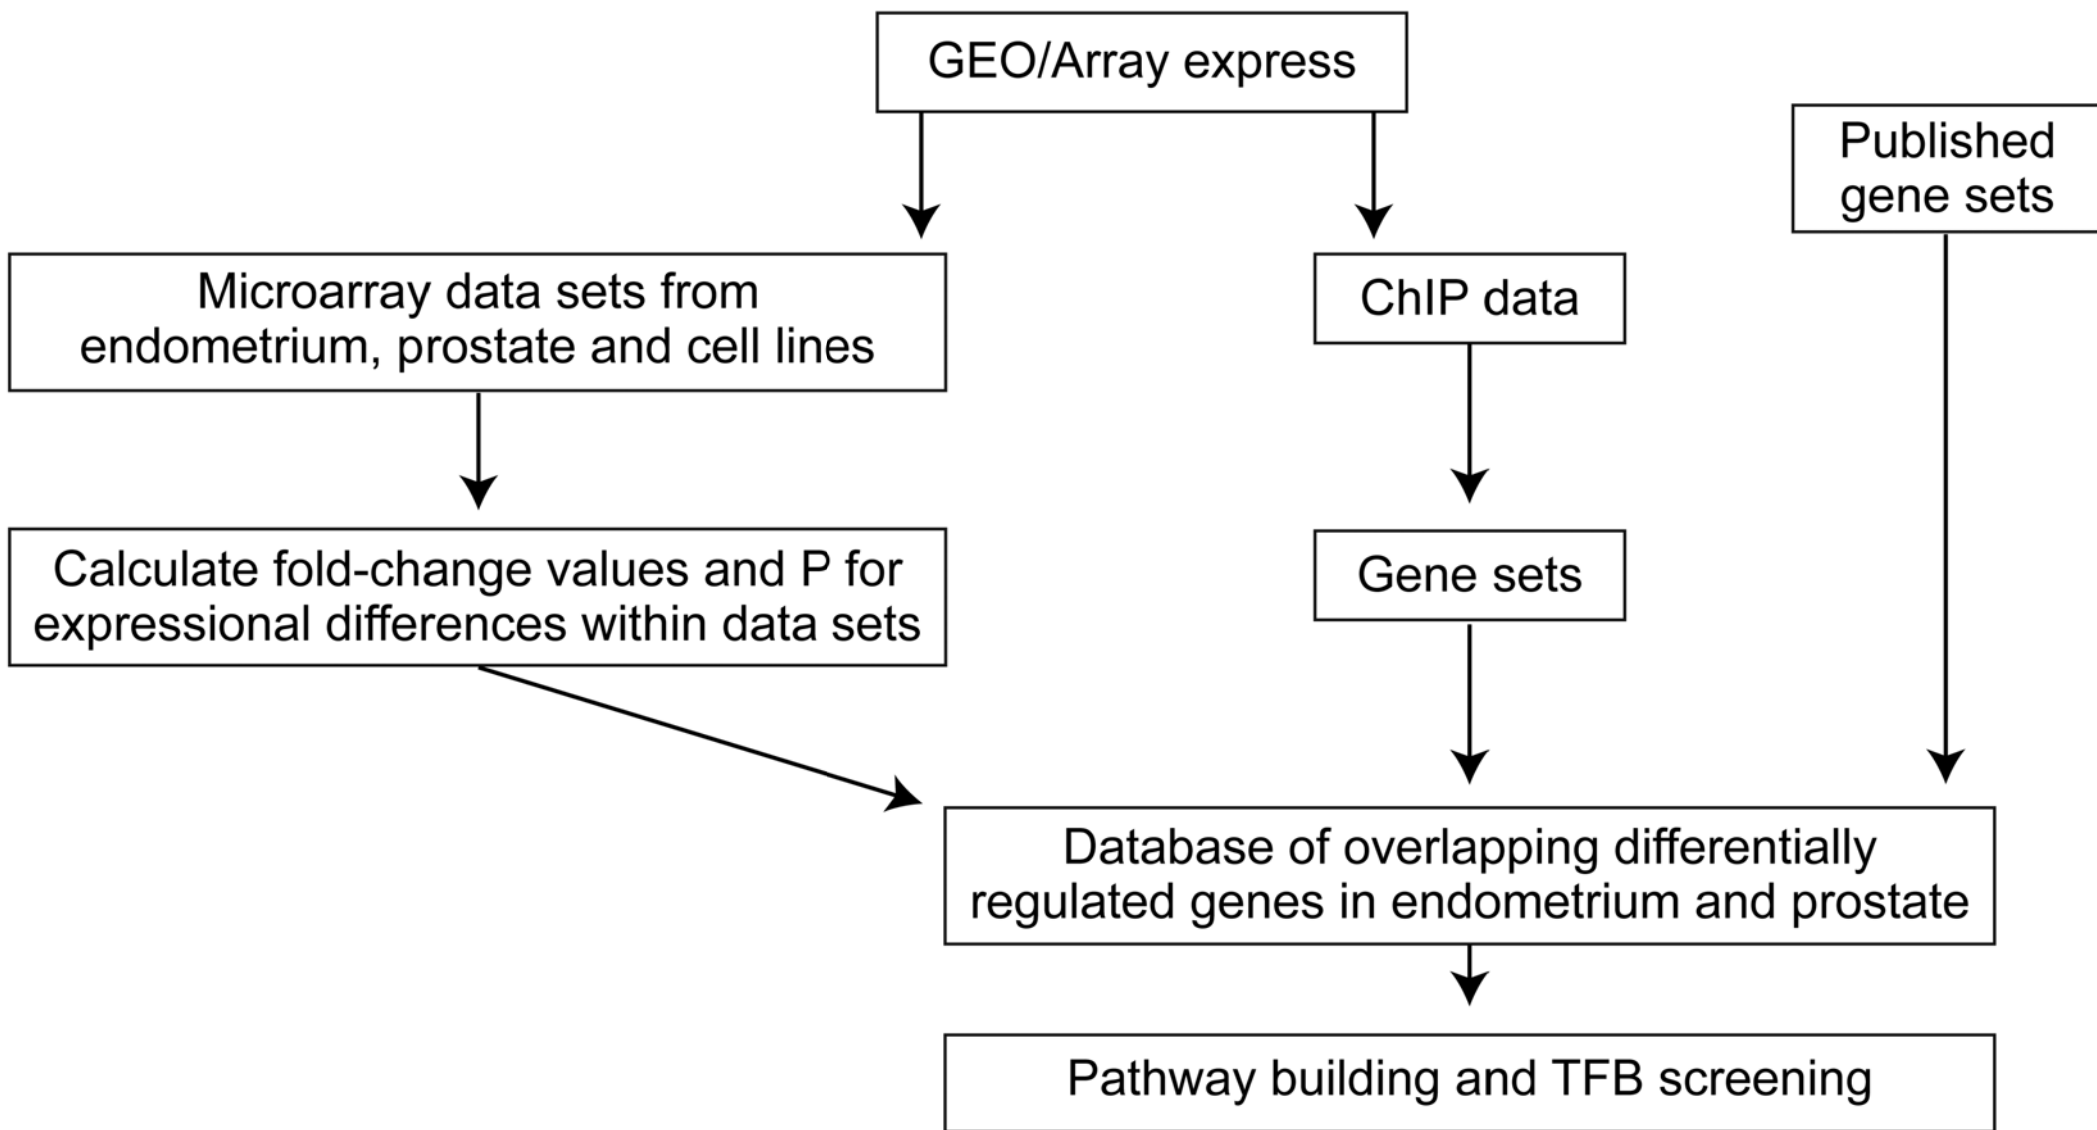 GEO/Array express
Published
gene sets
Microarray data sets from
endometrium, prostate and cell lines
ChIP data
Calculate fold-change values and P for
expressional differences within data sets
Gene sets
Database of overlapping differentially
regulated genes in endometrium and prostate
Pathway building and TFB screening